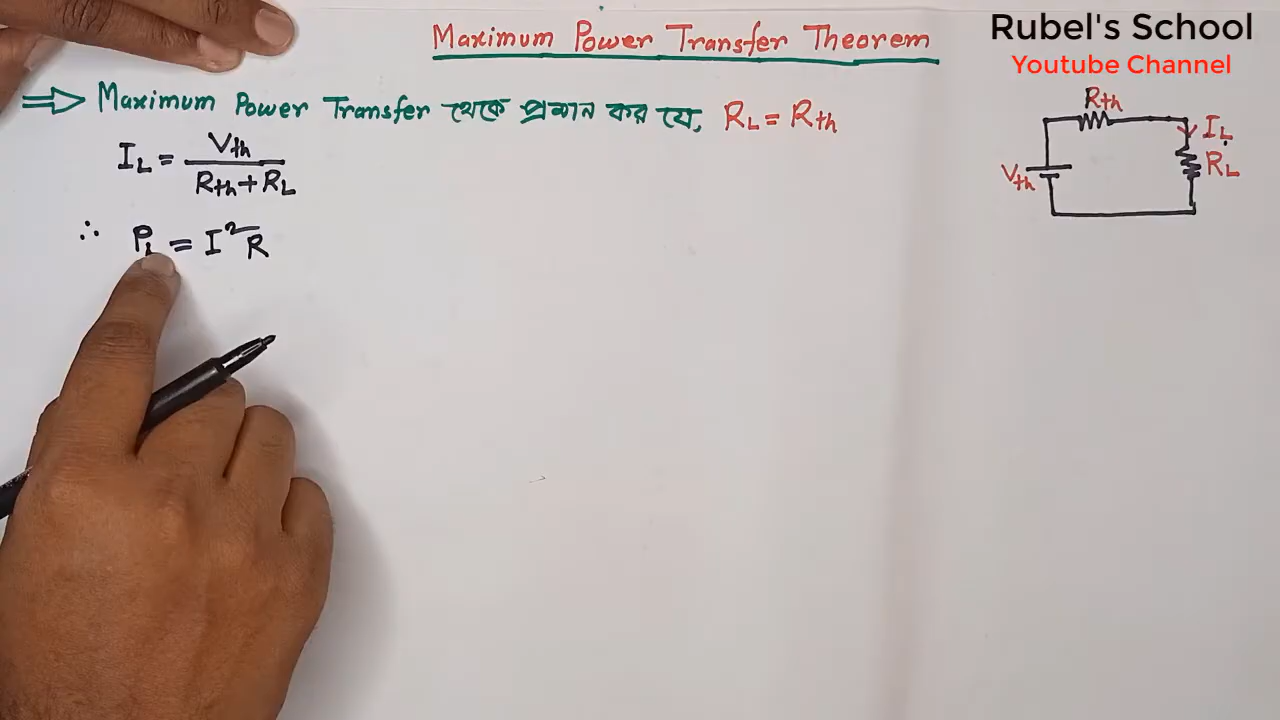 Maximum Power Transfer Theorem
Rubel's School
Youtube Channel
⇒ Maximum Power Transfer থেকে প্রমান কর যে, RL = Rth
IL = Vth / (Rth + RL)
∴ PL = I²R
Rth
IL
RL
Vth